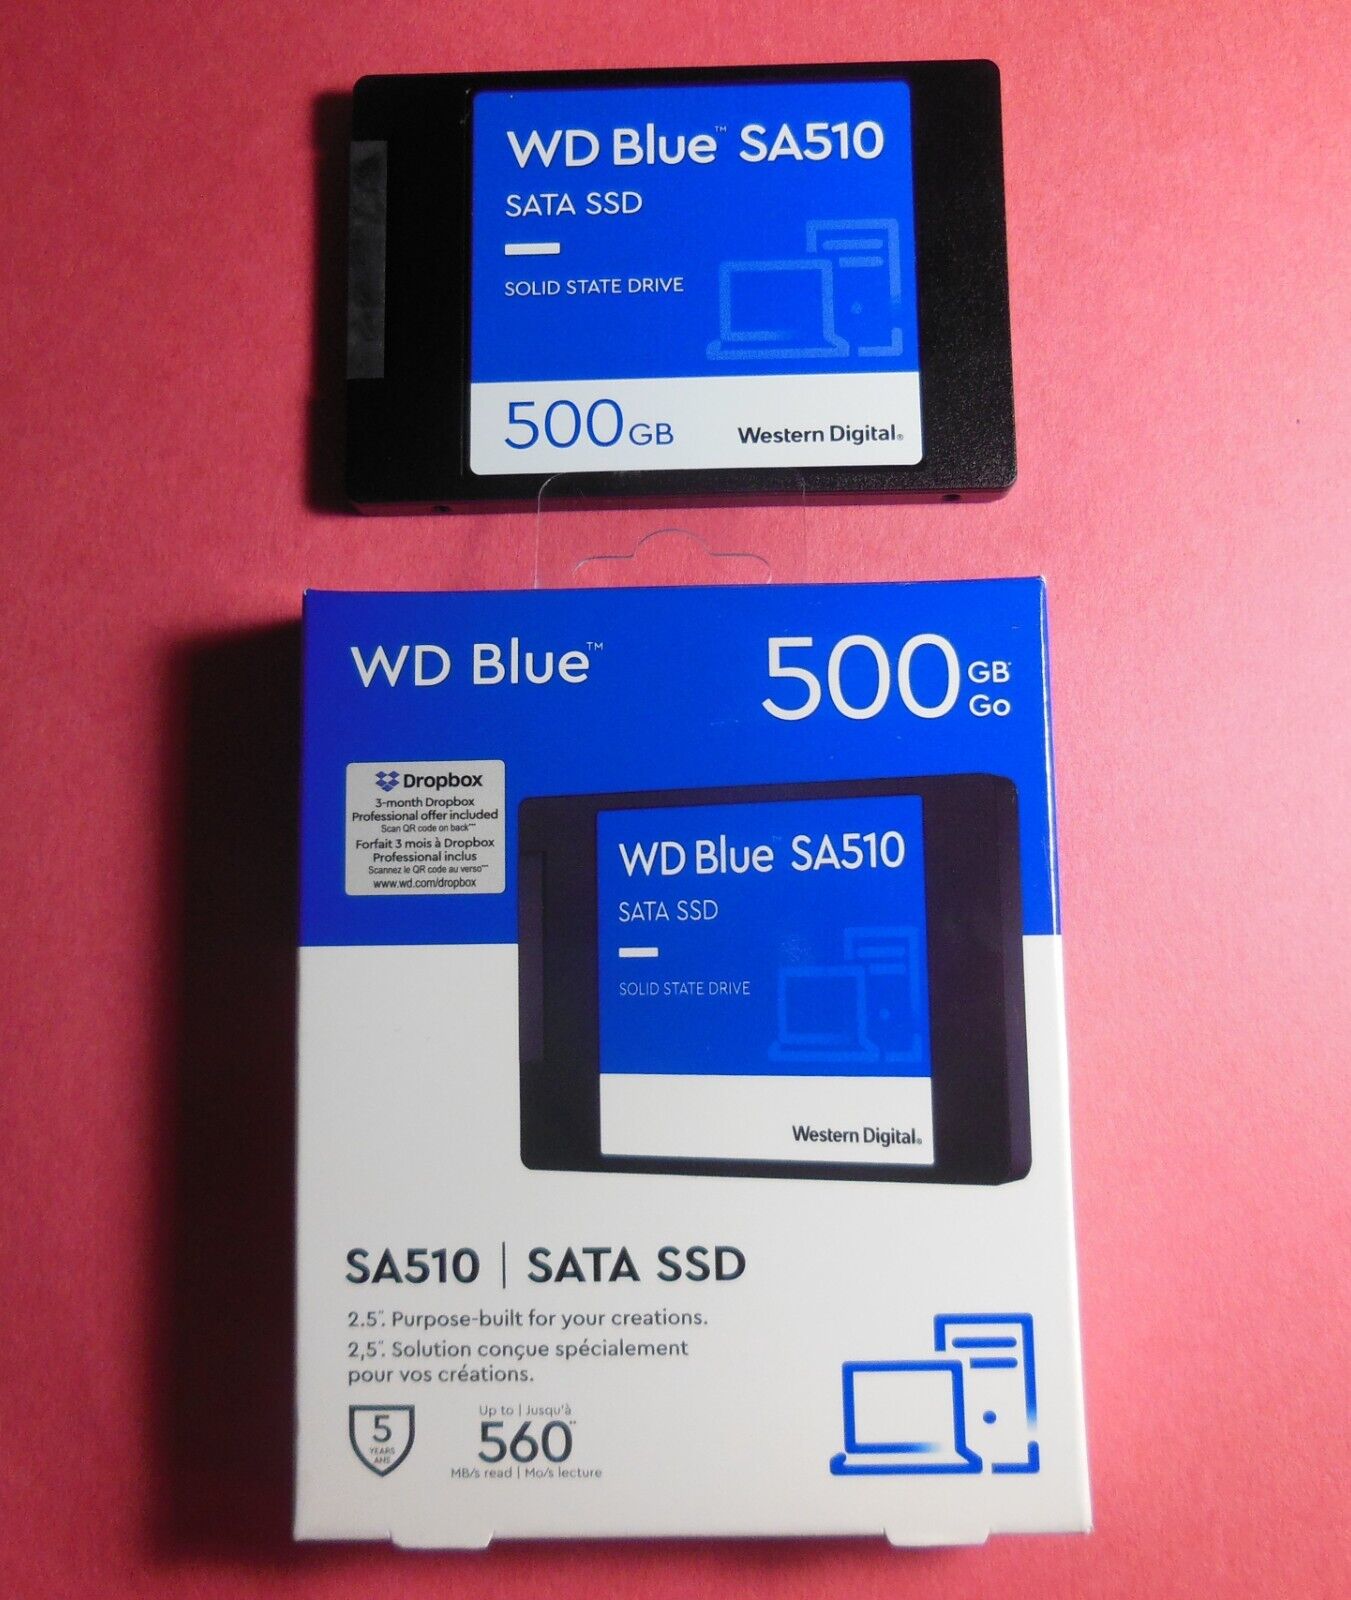 WD Blue™ SA510
SATA SSD
SOLID STATE DRIVE
500GB
Western Digital®
WD Blue™
500 GB*
Go
Dropbox
3-month Dropbox
Professional offer included
Scan QR code on back***
Forfait 3 mois à Dropbox
Professional inclus
Scannez le QR code au verso***
www.wd.com/dropbox
WD Blue SA510
SATA SSD
SOLID STATE DRIVE
Western Digital®
SA510 | SATA SSD
2.5". Purpose-built for your creations.
2,5". Solution conçue spécialement
pour vos créations.
5
YEARS
ANS
Up to | Jusqu'à
560**
MB/s read | Mo/s lecture